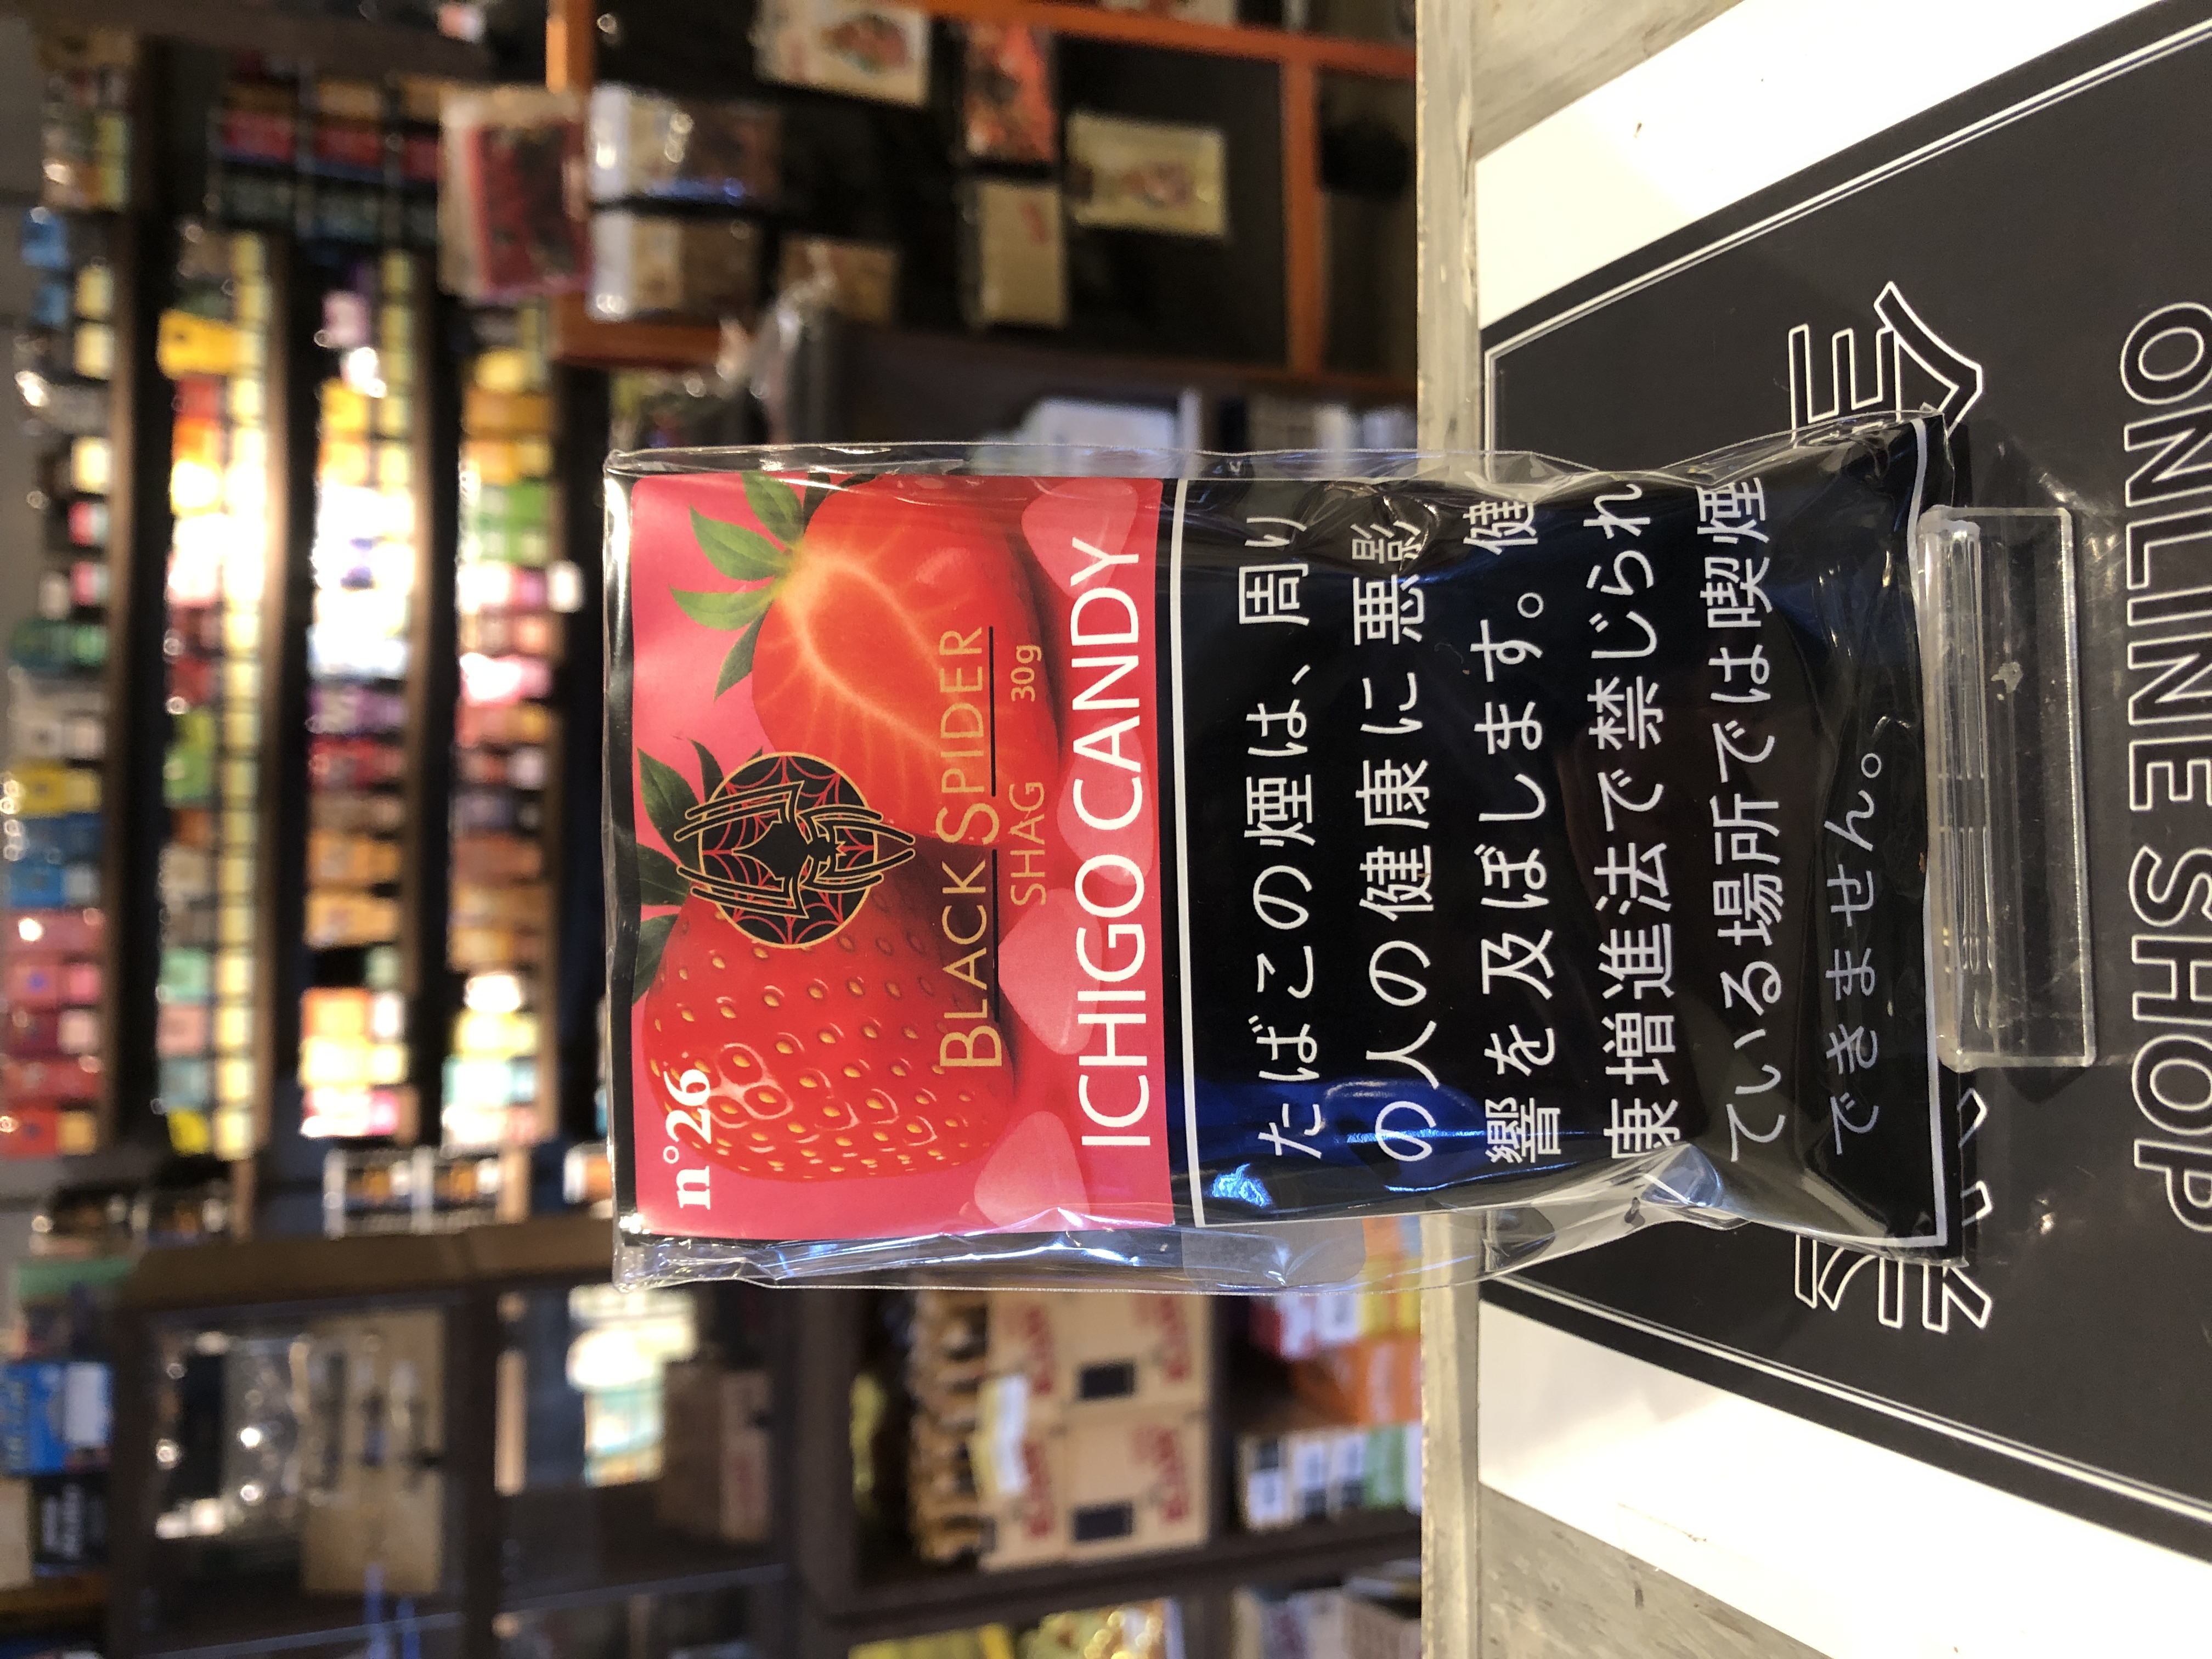 n°26
BLACK SPIDER
SHAG 30g
ICHIGO CANDY
たばこの煙は、周り
の人の健康に悪影
響を及ぼします。健
康増進法で禁じられ
ている場所では喫煙
できません。
ONLINE SHOP